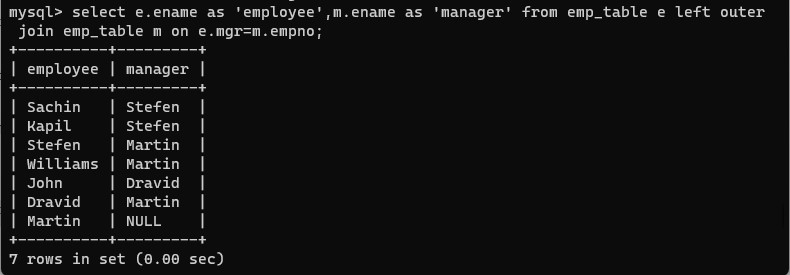 mysql> select e.ename as 'employee',m.ename as 'manager' from emp_table e left outer
 join emp_table m on e.mgr=m.empno;
+----------+---------+
| employee | manager |
+----------+---------+
| Sachin   | Stefen  |
| Kapil    | Stefen  |
| Stefen   | Martin  |
| Williams | Martin  |
| John     | Dravid  |
| Dravid   | Martin  |
| Martin   | NULL    |
+----------+---------+
7 rows in set (0.00 sec)